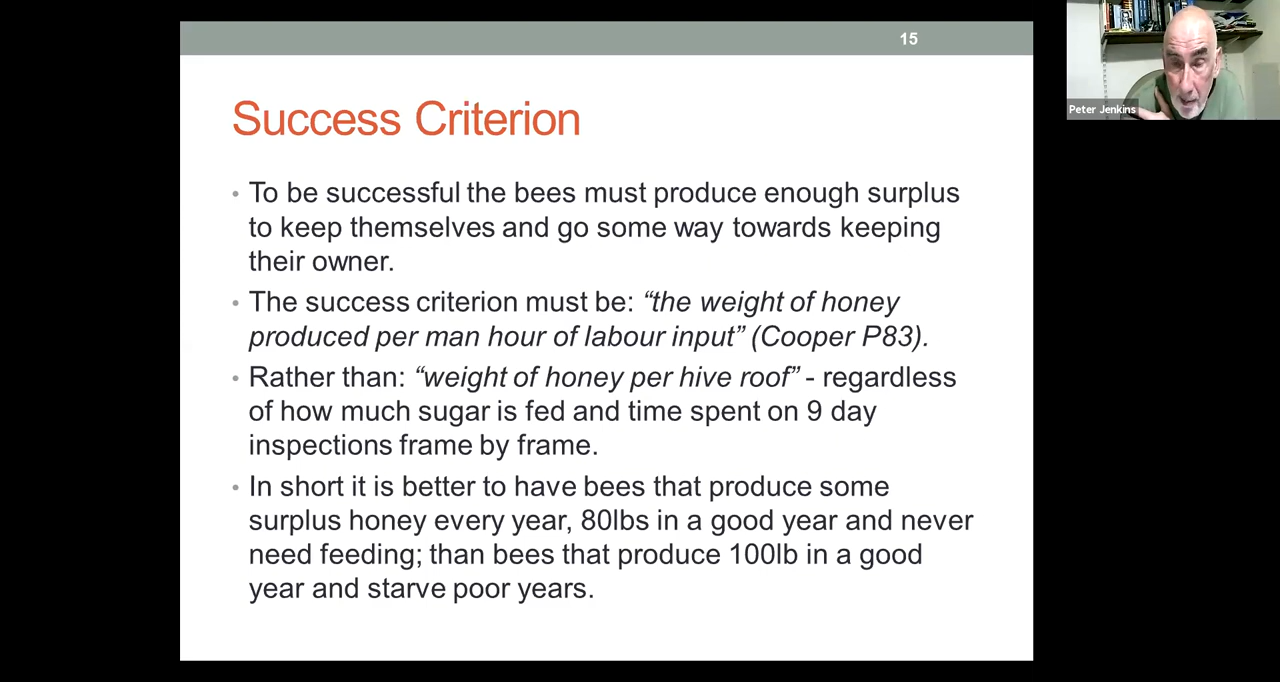 15
Peter Jenkins
Success Criterion
• To be successful the bees must produce enough surplus
to keep themselves and go some way towards keeping
their owner.
• The success criterion must be: “the weight of honey
produced per man hour of labour input” (Cooper P83).
• Rather than: “weight of honey per hive roof” - regardless
of how much sugar is fed and time spent on 9 day
inspections frame by frame.
• In short it is better to have bees that produce some
surplus honey every year, 80lbs in a good year and never
need feeding; than bees that produce 100lb in a good
year and starve poor years.